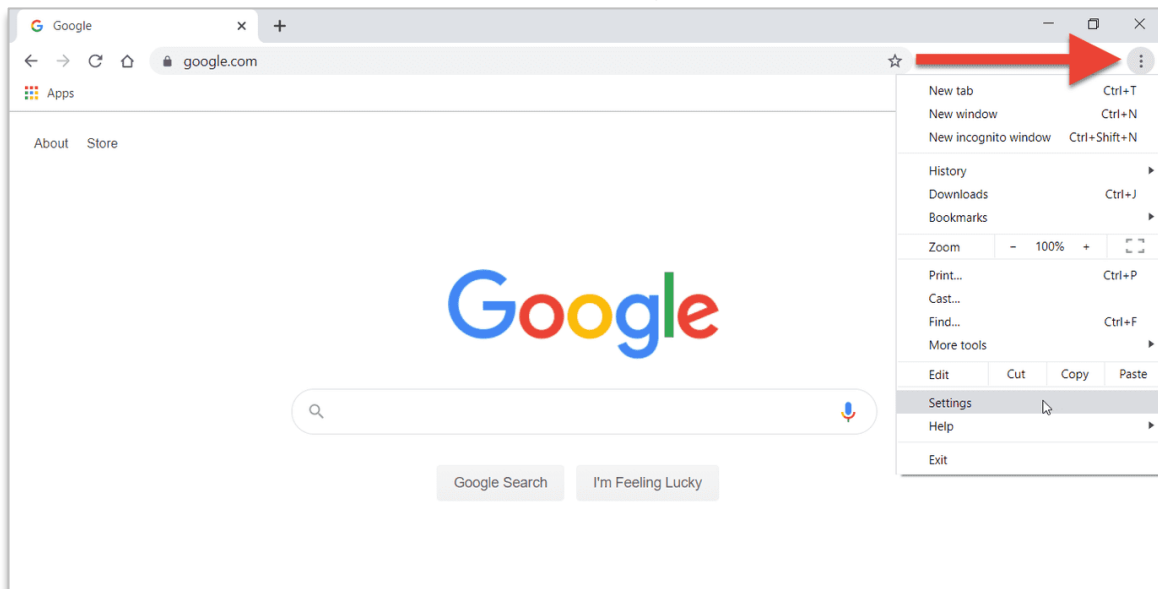 Google
google.com
Apps
About Store
New tab Ctrl+T
New window Ctrl+N
New incognito window Ctrl+Shift+N
History
Downloads Ctrl+J
Bookmarks
Zoom - 100% +
Print... Ctrl+P
Cast...
Find... Ctrl+F
More tools
Edit Cut Copy Paste
Settings
Help
Exit
Google
Google Search I'm Feeling Lucky